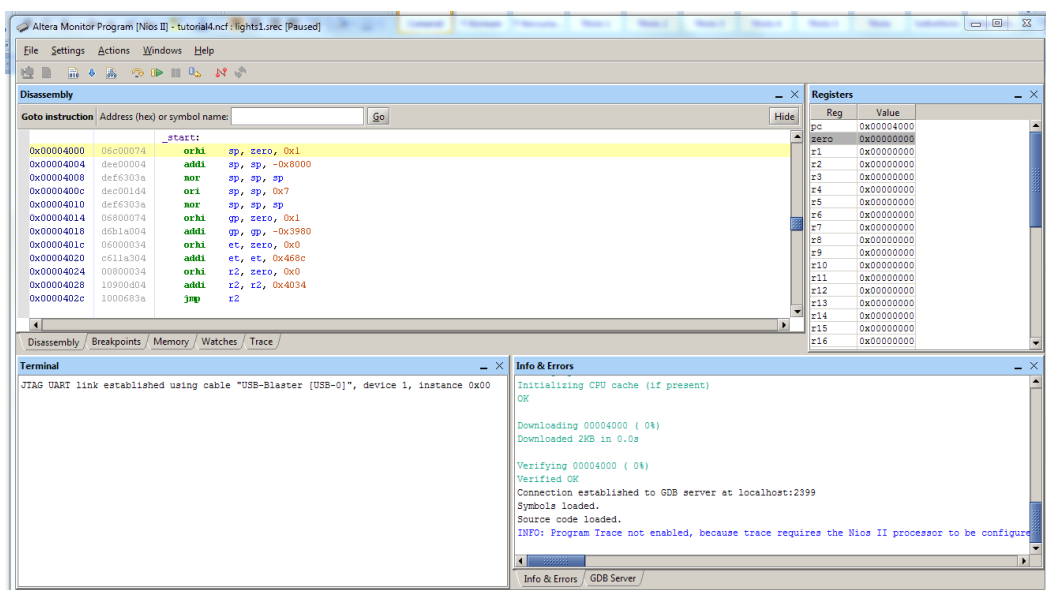 Altera Monitor Program [Nios II] - tutorial4.ncf : lights1.srec [Paused]
File Settings Actions Windows Help
Disassembly
Goto instruction Address (hex) or symbol name: Go Hide
_start:
0x00004000 06c00074 orhi sp, zero, 0x1
0x00004004 dee00004 addi sp, sp, -0x8000
0x00004008 def6303a nor sp, sp, sp
0x0000400c dec001d4 ori sp, sp, 0x7
0x00004010 def6303a nor sp, sp, sp
0x00004014 06800074 orhi gp, zero, 0x1
0x00004018 d6b1a004 addi gp, gp, -0x3980
0x0000401c 06000034 orhi et, zero, 0x0
0x00004020 c611a304 addi et, et, 0x468c
0x00004024 00800034 orhi r2, zero, 0x0
0x00004028 10900d04 addi r2, r2, 0x4034
0x0000402c 1000683a jmp r2
Disassembly Breakpoints Memory Watches Trace
Registers
Reg Value
pc 0x00004000
zero 0x00000000
r1 0x00000000
r2 0x00000000
r3 0x00000000
r4 0x00000000
r5 0x00000000
r6 0x00000000
r7 0x00000000
r8 0x00000000
r9 0x00000000
r10 0x00000000
r11 0x00000000
r12 0x00000000
r13 0x00000000
r14 0x00000000
r15 0x00000000
r16 0x00000000
Terminal
JTAG UART link established using cable "USB-Blaster [USB-0]", device 1, instance 0x00
Info & Errors
Initializing CPU cache (if present)
OK
Downloading 00004000 ( 0%)
Downloaded 2KB in 0.0s
Verifying 00004000 ( 0%)
Verified OK
Connection established to GDB server at localhost:2399
Symbols loaded.
Source code loaded.
INFO: Program Trace not enabled, because trace requires the Nios II processor to be configure
Info & Errors GDB Server